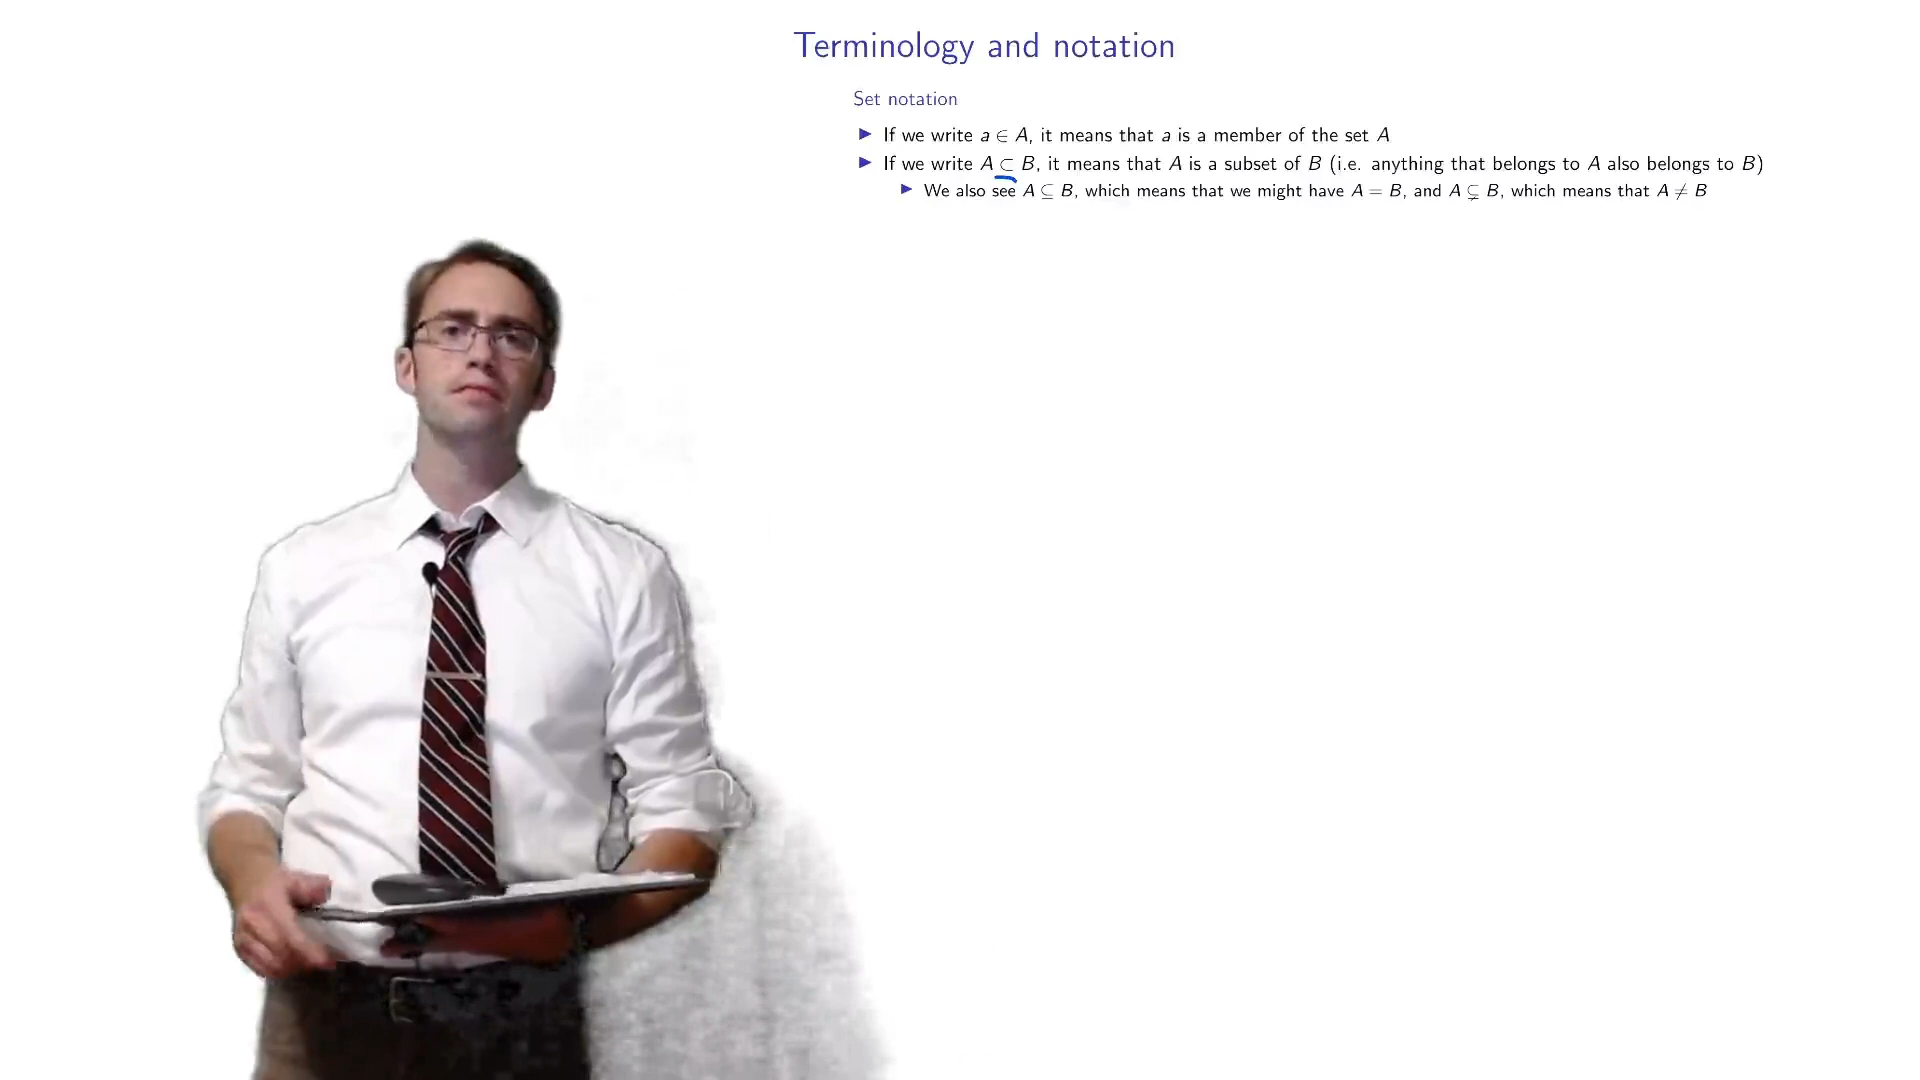 Terminology and notation
Set notation
▶ If we write a ∈ A, it means that a is a member of the set A
▶ If we write A ⊂ B, it means that A is a subset of B (i.e. anything that belongs to A also belongs to B)
▶ We also see A ⊆ B, which means that we might have A = B, and A ⊊ B, which means that A ≠ B